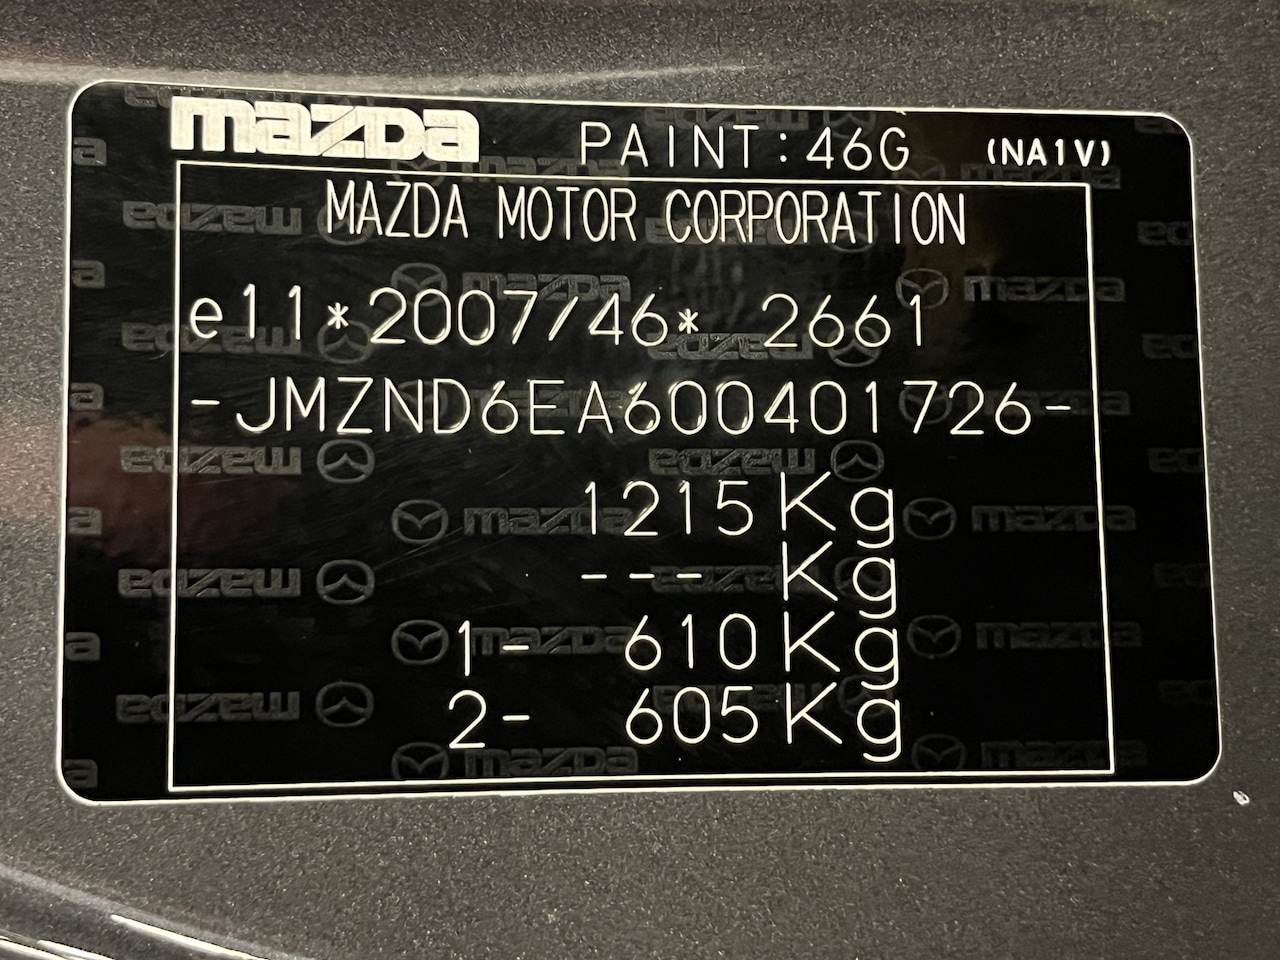 mazda PAINT:46G (NA1V)
MAZDA MOTOR CORPORATION
e11*2007/46* 2661
-JMZND6EA600401726-
1215Kg
---Kg
1- 610Kg
2- 605Kg